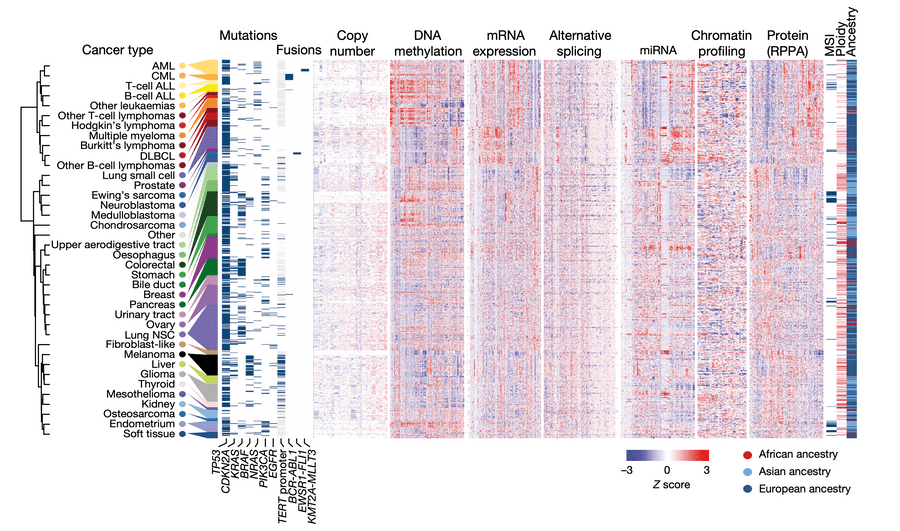 Cancer type
Mutations
Fusions
Copy
number
DNA
methylation
mRNA
expression
Alternative
splicing
miRNA
Chromatin
profiling
Protein
(RPPA)
MSI
Ploidy
Ancestry
AML
CML
T-cell ALL
B-cell ALL
Other leukaemias
Other T-cell lymphomas
Hodgkin's lymphoma
Multiple myeloma
Burkitt's lymphoma
DLBCL
Other B-cell lymphomas
Lung small cell
Prostate
Ewing's sarcoma
Neuroblastoma
Medulloblastoma
Chondrosarcoma
Other
Upper aerodigestive tract
Oesophagus
Colorectal
Stomach
Bile duct
Breast
Pancreas
Urinary tract
Ovary
Lung NSC
Fibroblast-like
Melanoma
Liver
Glioma
Thyroid
Mesothelioma
Kidney
Osteosarcoma
Endometrium
Soft tissue
TP53
CDKN2A
KRAS
BRAF
NRAS
PIK3CA
EGFR
TERT promoter
BCR-ABL1
EWSR1-FLI1
KMT2A-MLLT3
−3 0 3
Z score
African ancestry
Asian ancestry
European ancestry